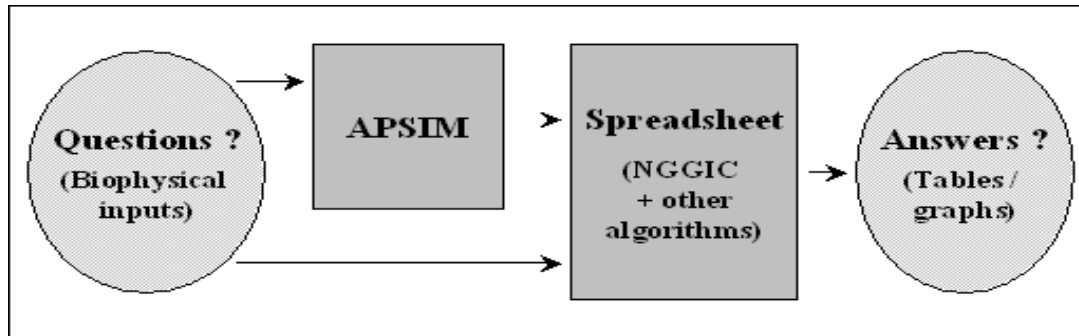 Questions ?
(Biophysical
inputs)
APSIM
Spreadsheet
(NGGIC
+ other
algorithms)
Answers ?
(Tables /
graphs)